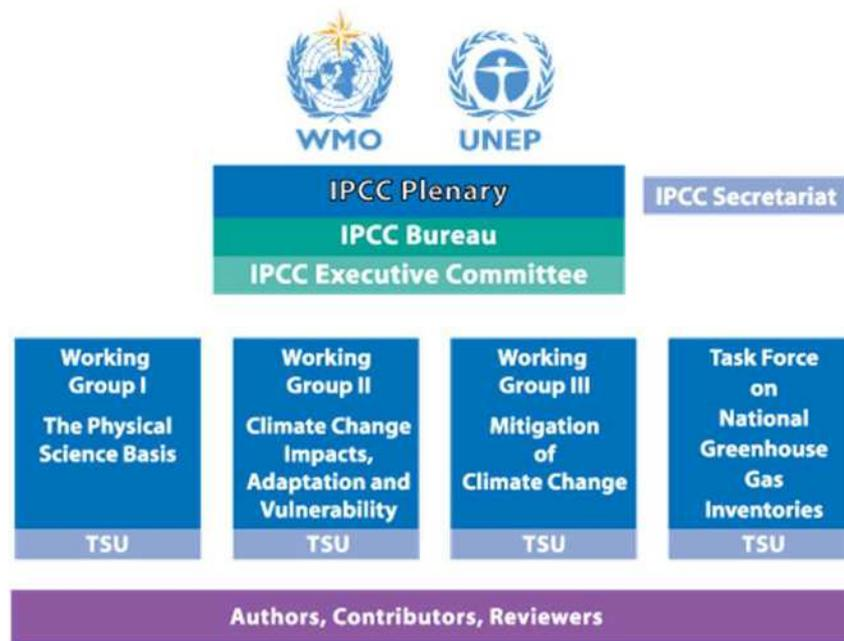 WMO
UNEP
IPCC Plenary
IPCC Secretariat
IPCC Bureau
IPCC Executive Committee
Working
Group I
The Physical
Science Basis
TSU
Working
Group II
Climate Change
Impacts,
Adaptation and
Vulnerability
TSU
Working
Group III
Mitigation
of
Climate Change
TSU
Task Force
on
National
Greenhouse
Gas
Inventories
TSU
Authors, Contributors, Reviewers